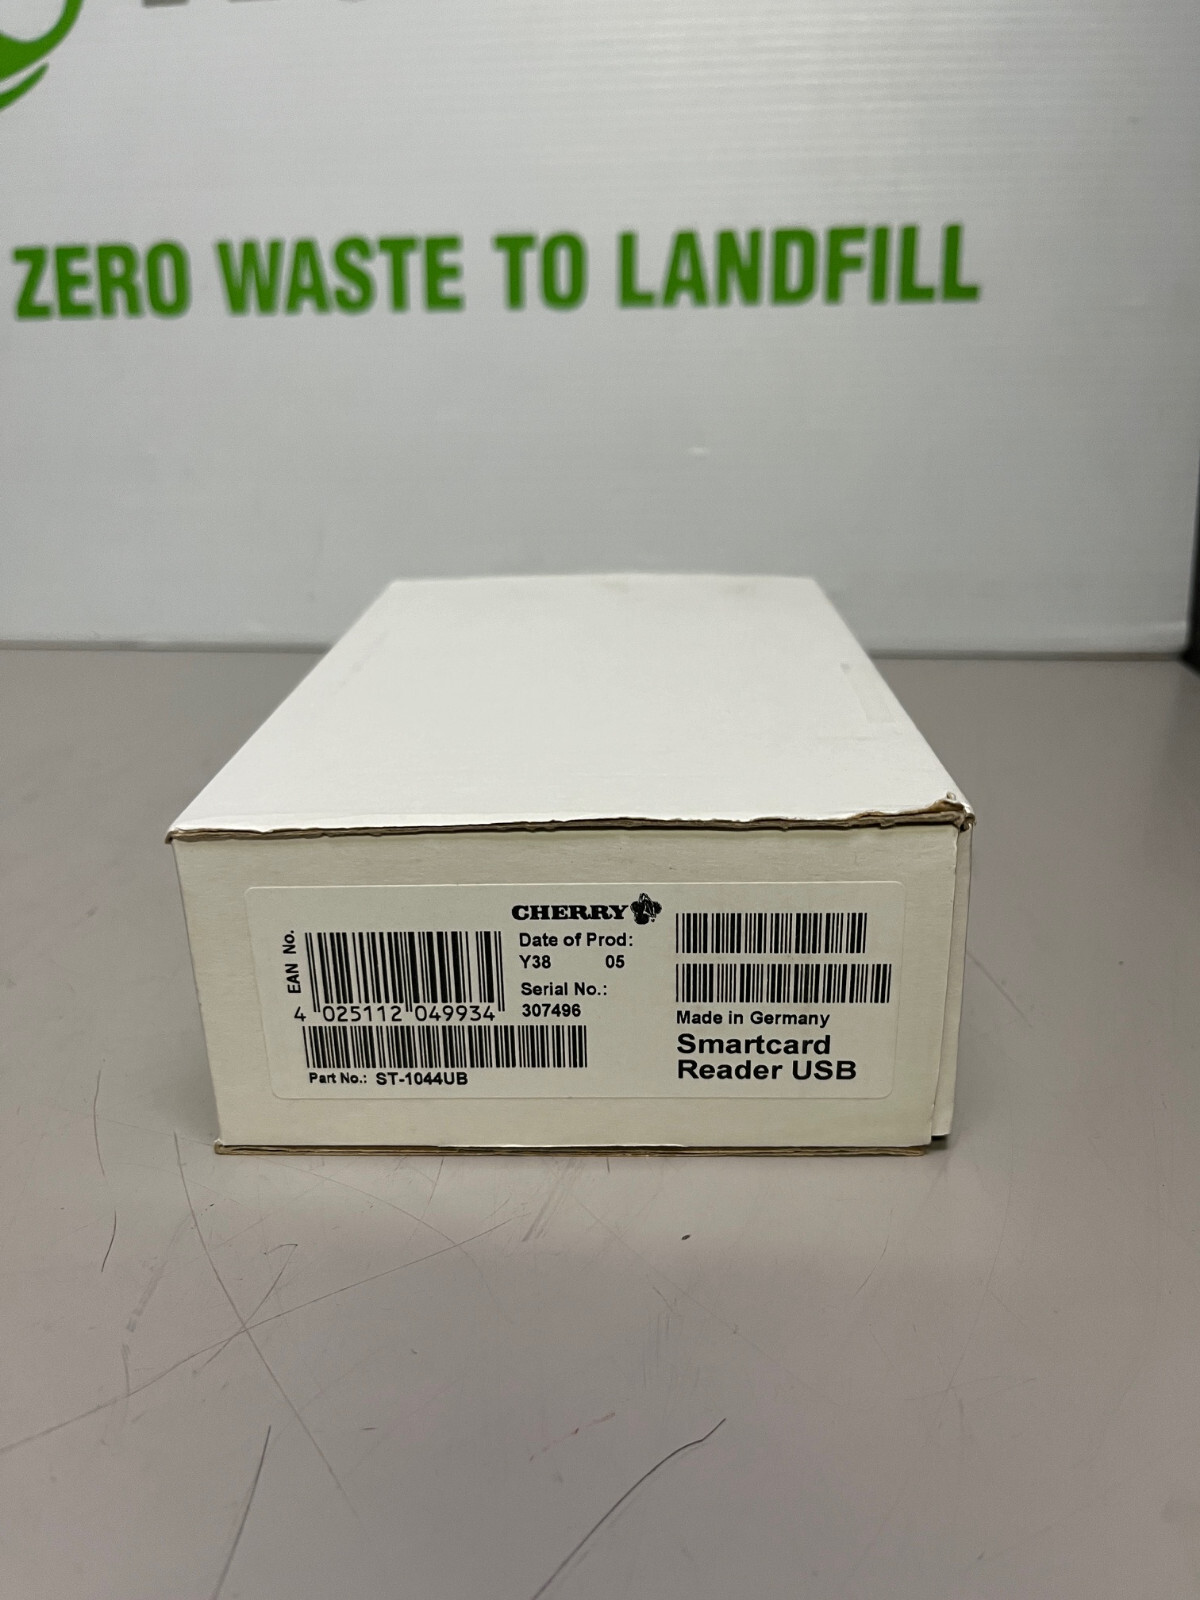 ZERO WASTE TO LANDFILL
CHERRY
EAN No.
4 025112 049934
Date of Prod:
Y38 05
Serial No.:
307496
Part No.: ST-1044UB
Made in Germany
Smartcard
Reader USB